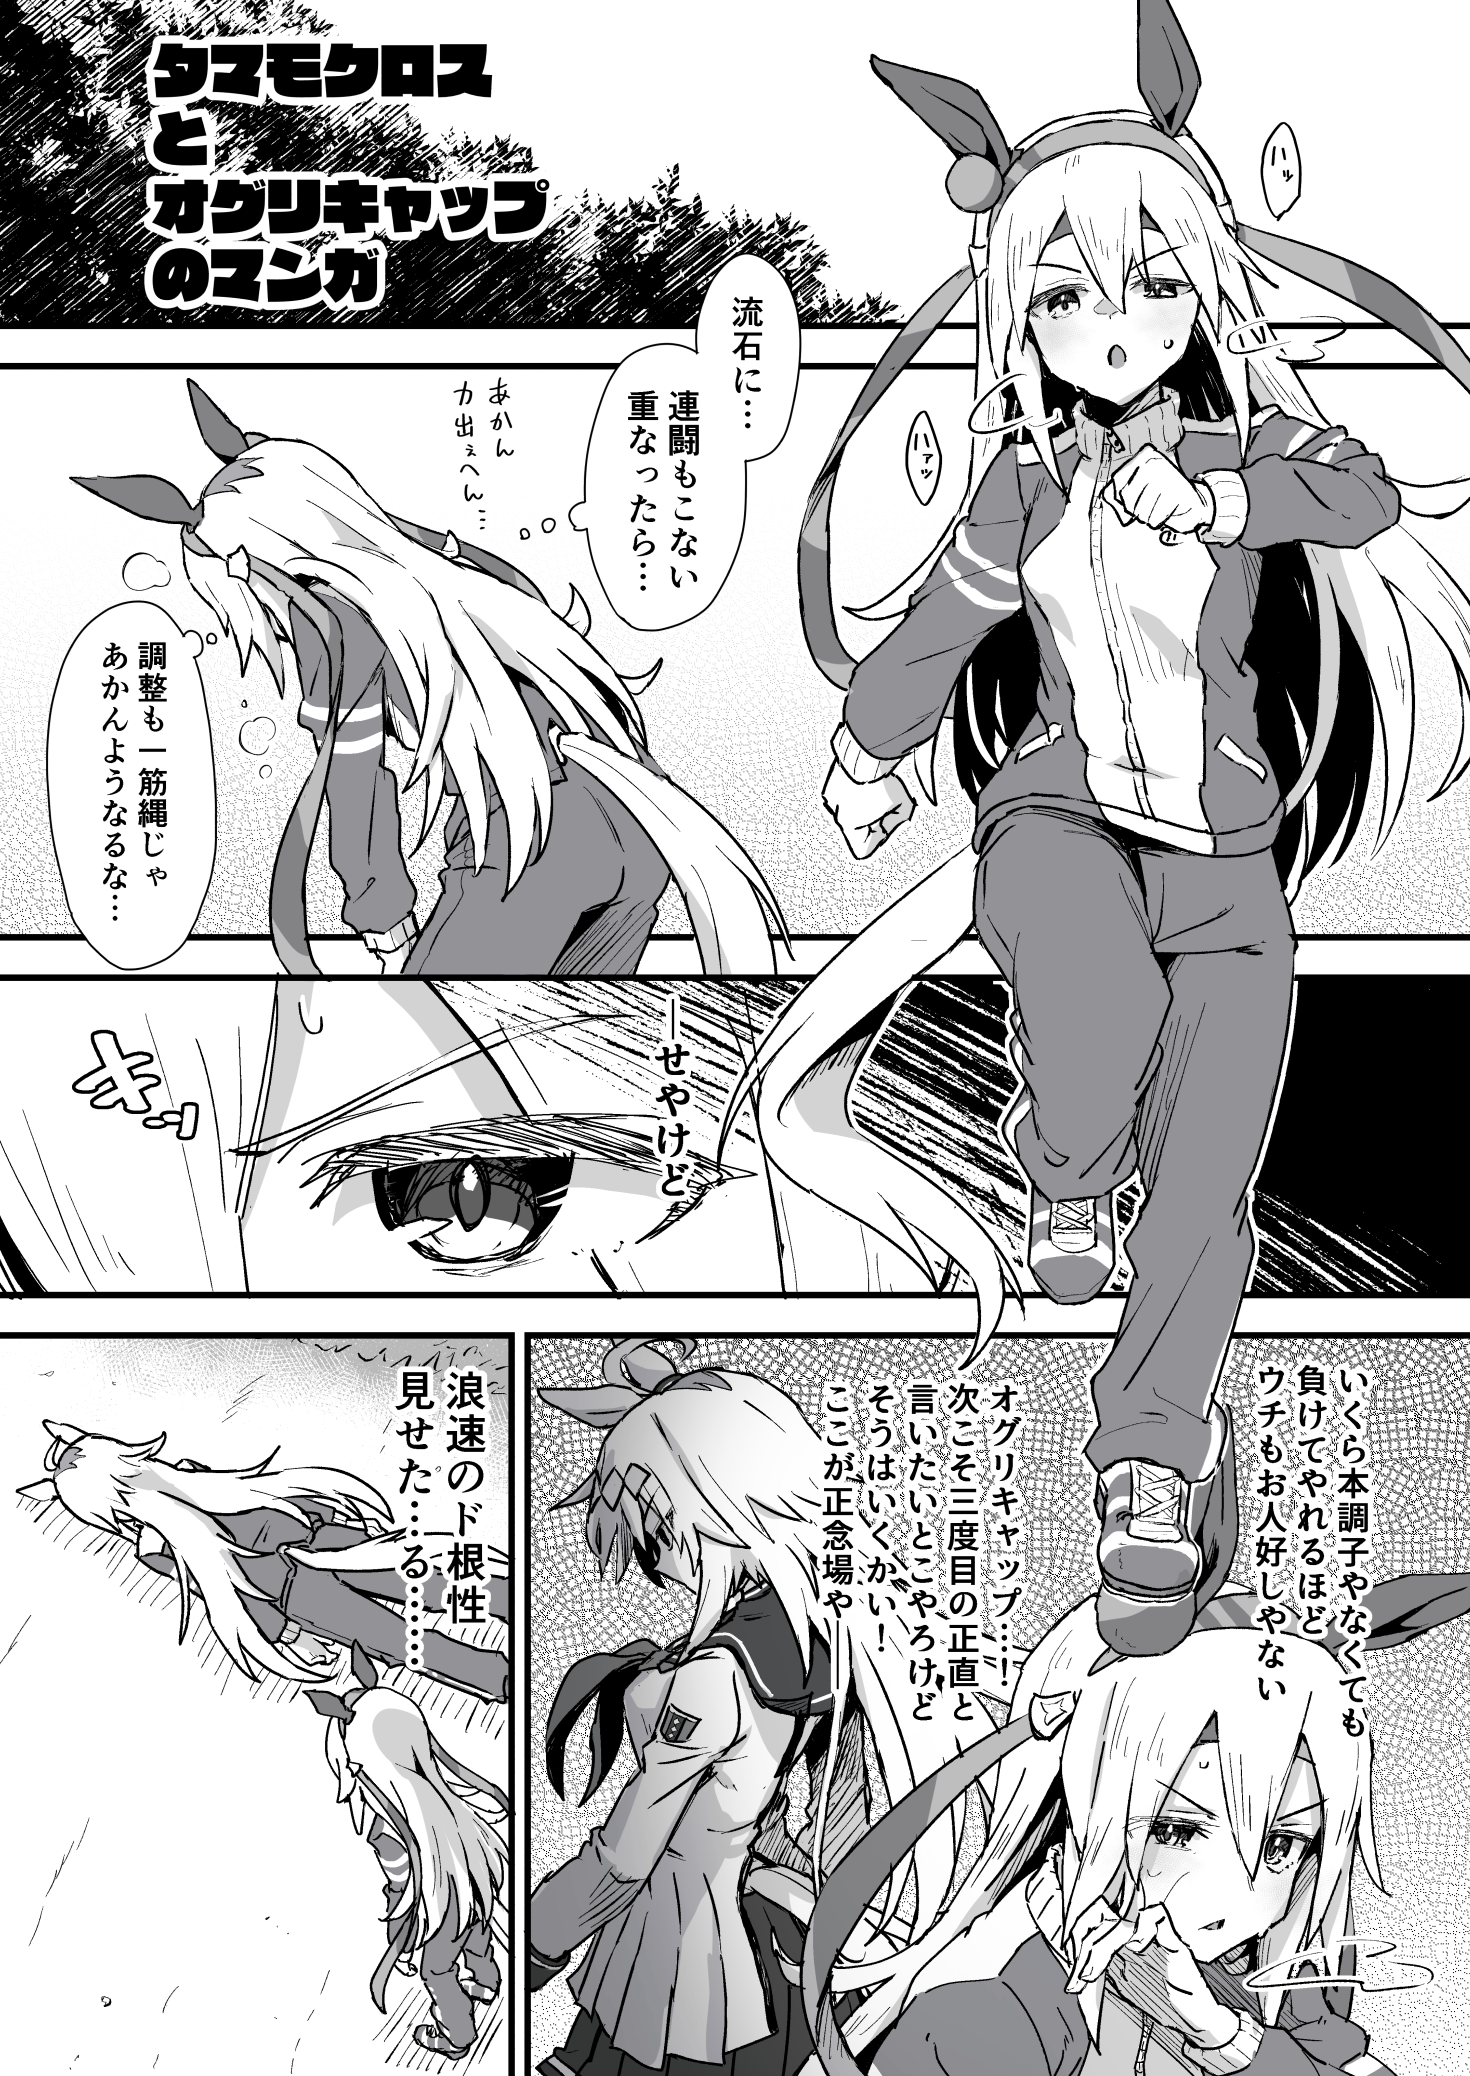 タマモクロス
と
オグリキャップ
のマンガ
ハッ
ハァッ
流石に…
連闘もこない
重なったら…
あかん
力出ぇへん…
調整も一筋縄じゃ
あかんようなるな…
―せやけど
キッ
いくら本調子やなくても
負けてやれるほど
ウチもお人好しやない
オグリキャップ…!
次こそ三度目の正直と
言いたいとこやろけど
そうはいくかい!
ここが正念場や―
浪速のド根性
見せた…る……